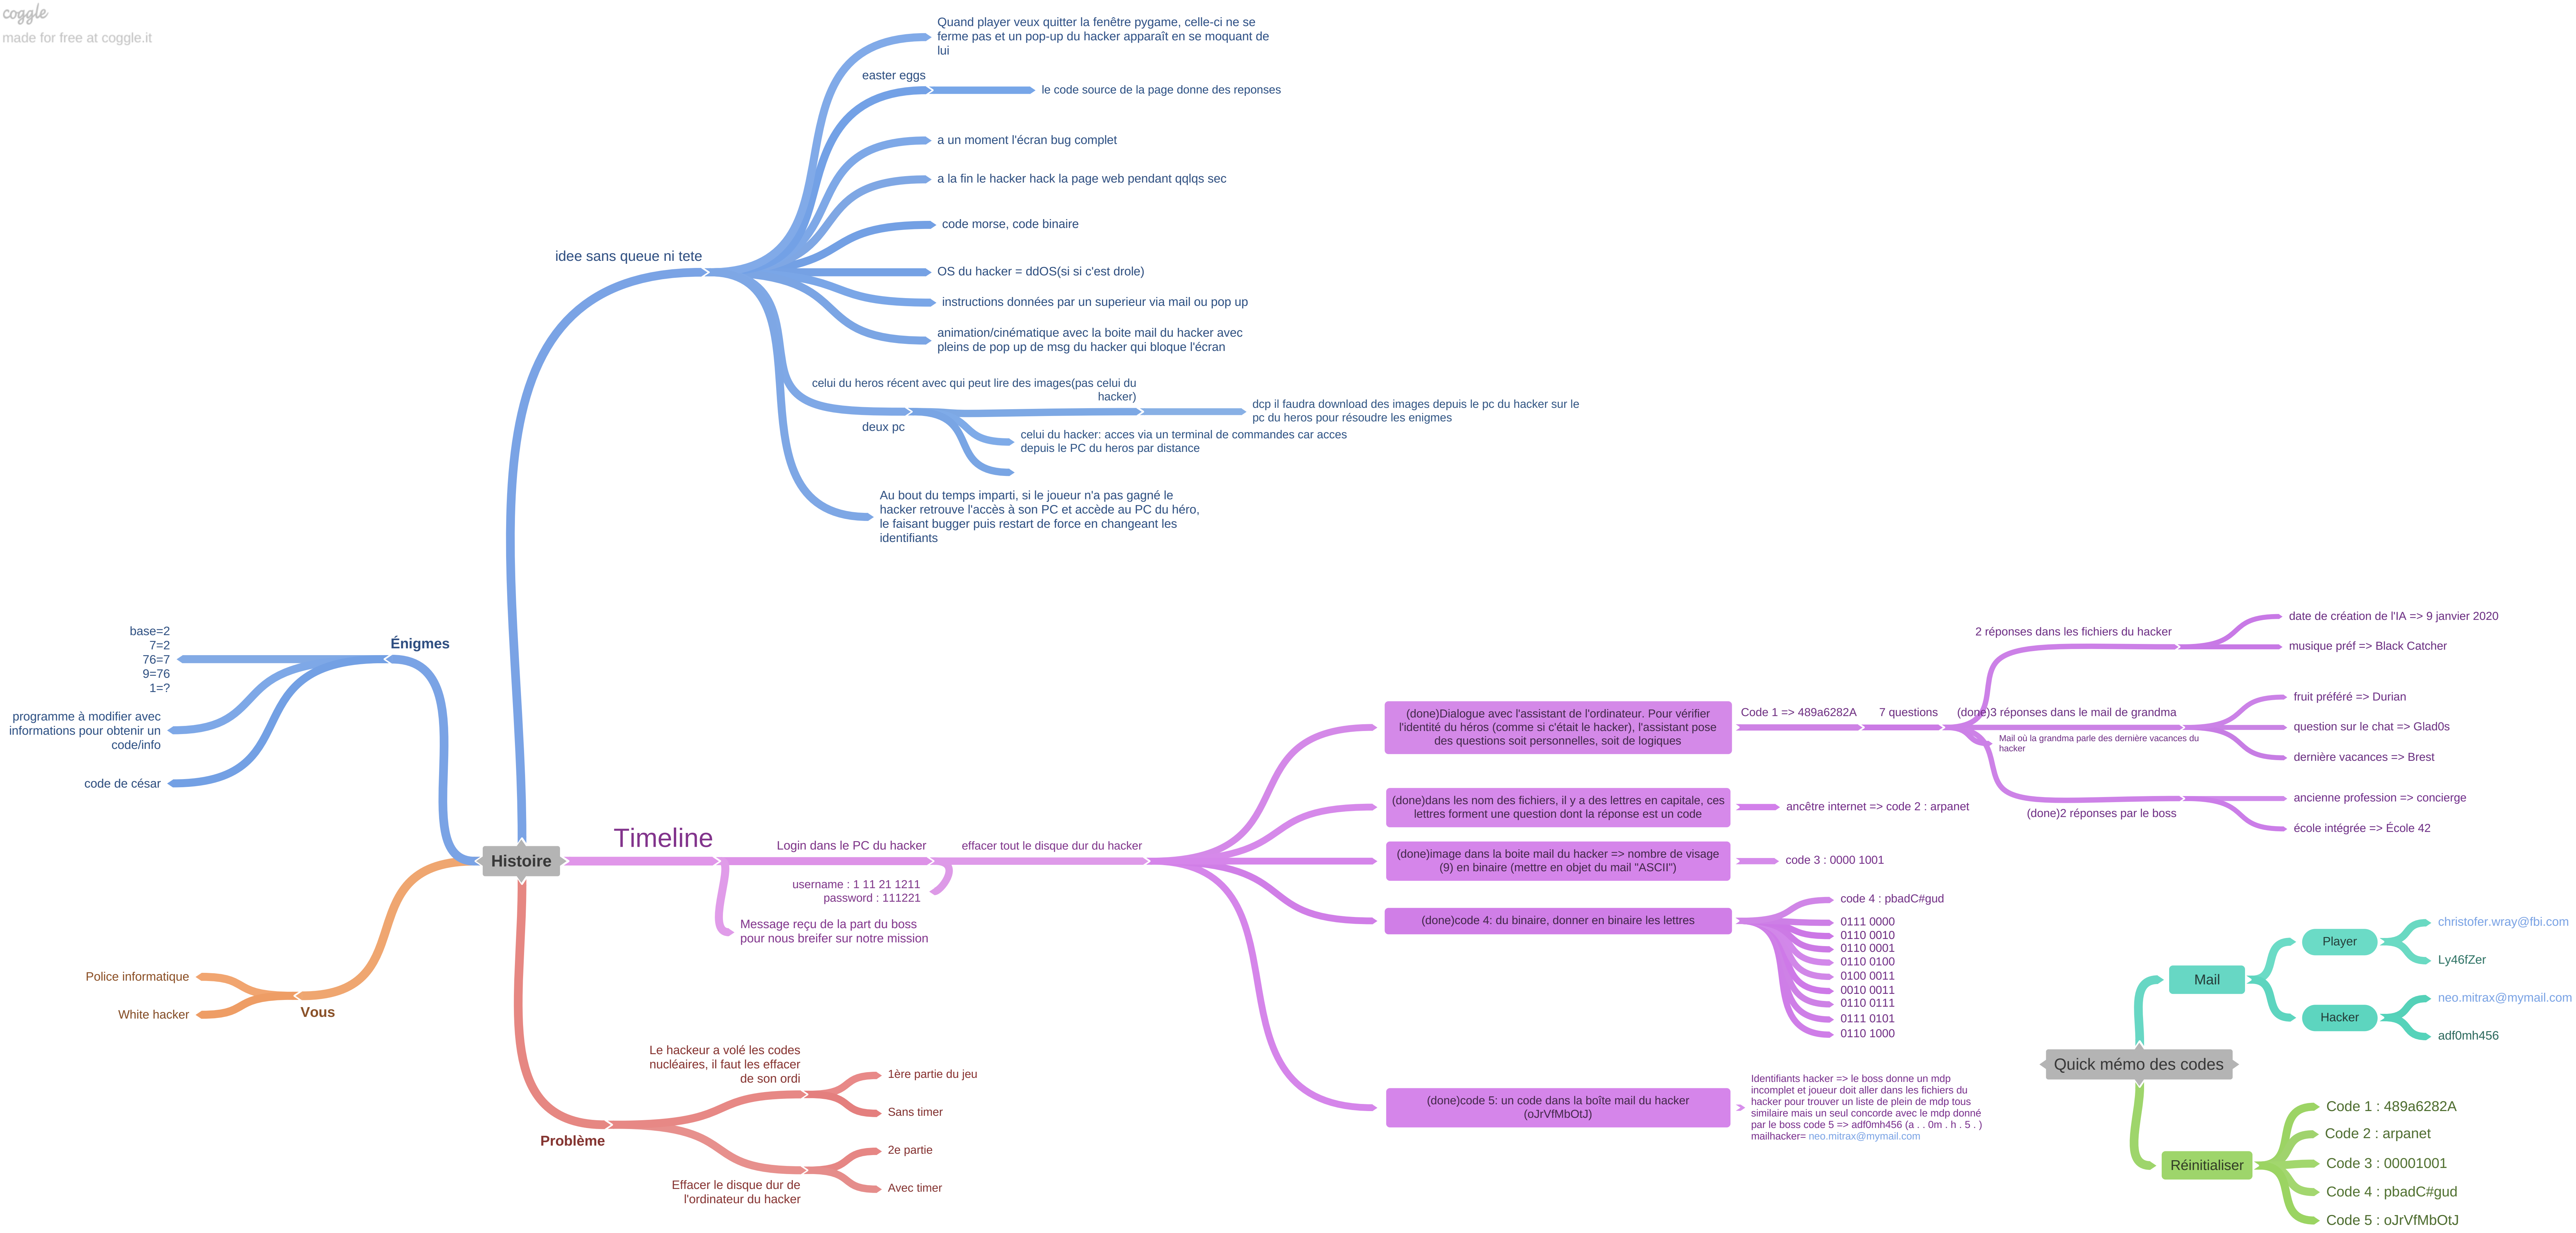 coggle
made for free at coggle.it
Quand player veux quitter la fenêtre pygame, celle-ci ne se
ferme pas et un pop-up du hacker apparaît en se moquant de
lui
easter eggs
le code source de la page donne des reponses
a un moment l'écran bug complet
a la fin le hacker hack la page web pendant qqlqs sec
code morse, code binaire
idee sans queue ni tete
OS du hacker = ddOS(si si c'est drole)
instructions données par un superieur via mail ou pop up
animation/cinématique avec la boite mail du hacker avec
pleins de pop up de msg du hacker qui bloque l'écran
celui du heros récent avec qui peut lire des images(pas celui du
hacker)
dcp il faudra download des images depuis le pc du hacker sur le
pc du heros pour résoudre les enigmes
deux pc
celui du hacker: acces via un terminal de commandes car acces
depuis le PC du heros par distance
Au bout du temps imparti, si le joueur n'a pas gagné le
hacker retrouve l'accès à son PC et accède au PC du héro,
le faisant bugger puis restart de force en changeant les
identifiants
Énigmes
base=2
7=2
76=7
9=76
1=?
programme à modifier avec
informations pour obtenir un
code/info
code de césar
Histoire
Vous
Police informatique
White hacker
Timeline
Login dans le PC du hacker
username : 1 11 21 1211
password : 111221
Message reçu de la part du boss
pour nous breifer sur notre mission
effacer tout le disque dur du hacker
(done)Dialogue avec l'assistant de l'ordinateur. Pour vérifier
l'identité du héros (comme si c'était le hacker), l'assistant pose
des questions soit personnelles, soit de logiques
Code 1 => 489a6282A
7 questions
2 réponses dans les fichiers du hacker
date de création de l'IA => 9 janvier 2020
musique préf => Black Catcher
(done)3 réponses dans le mail de grandma
fruit préféré => Durian
question sur le chat => Glad0s
dernière vacances => Brest
Mail où la grandma parle des dernière vacances du
hacker
(done)2 réponses par le boss
ancienne profession => concierge
école intégrée => École 42
(done)dans les nom des fichiers, il y a des lettres en capitale, ces
lettres forment une question dont la réponse est un code
ancêtre internet => code 2 : arpanet
(done)image dans la boite mail du hacker => nombre de visage
(9) en binaire (mettre en objet du mail "ASCII")
code 3 : 0000 1001
(done)code 4: du binaire, donner en binaire les lettres
code 4 : pbadC#gud
0111 0000
0110 0010
0110 0001
0110 0100
0100 0011
0010 0011
0110 0111
0111 0101
0110 1000
(done)code 5: un code dans la boîte mail du hacker
(oJrVfMbOtJ)
Identifiants hacker => le boss donne un mdp
incomplet et joueur doit aller dans les fichiers du
hacker pour trouver un liste de plein de mdp tous
similaire mais un seul concorde avec le mdp donné
par le boss code 5 => adf0mh456 (a . . 0m . h . 5 . )
mailhacker= neo.mitrax@mymail.com
Problème
Le hackeur a volé les codes
nucléaires, il faut les effacer
de son ordi
1ère partie du jeu
Sans timer
Effacer le disque dur de
l'ordinateur du hacker
2e partie
Avec timer
Quick mémo des codes
Mail
Player
christofer.wray@fbi.com
Ly46fZer
Hacker
neo.mitrax@mymail.com
adf0mh456
Réinitialiser
Code 1 : 489a6282A
Code 2 : arpanet
Code 3 : 00001001
Code 4 : pbadC#gud
Code 5 : oJrVfMbOtJ